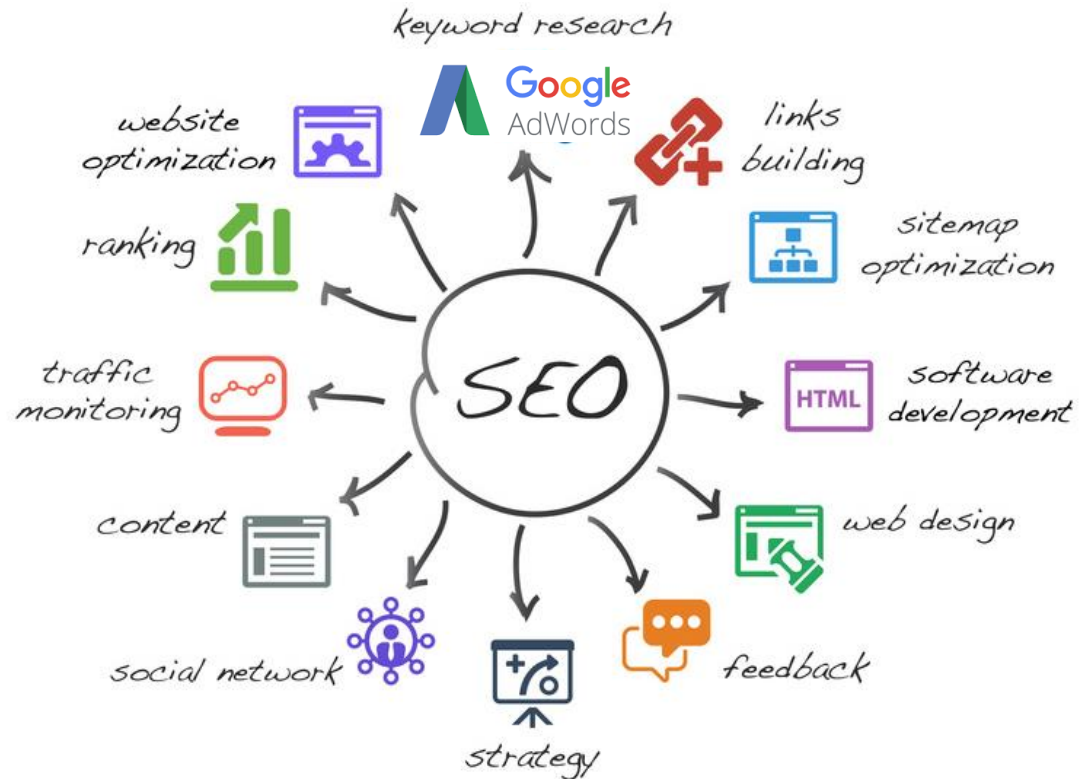 keyword research
Google
AdWords
links
building
sitemap
optimization
software
development
HTML
web design
feedback
strategy
social network
content
traffic
monitoring
ranking
website
optimization
SEO